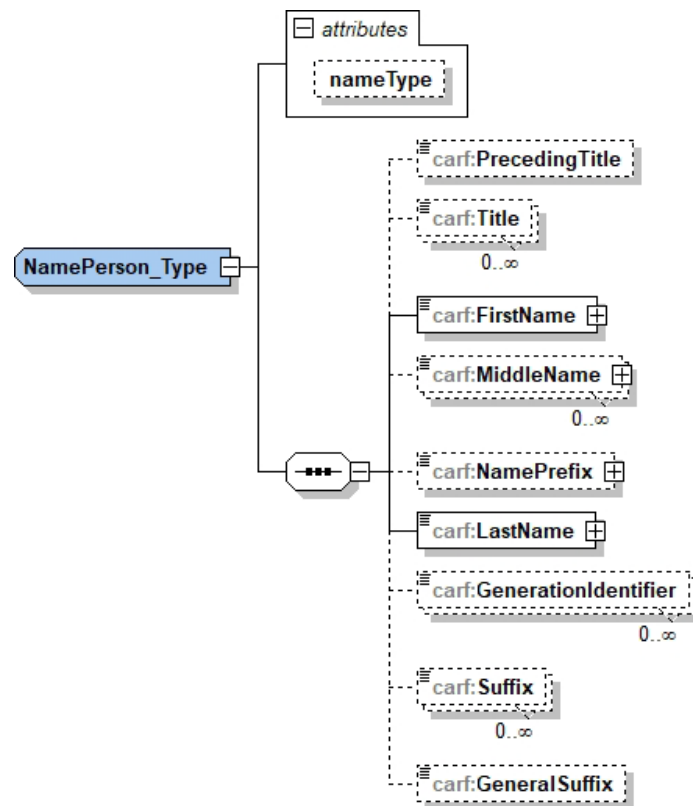 attributes
nameType
carf:PrecedingTitle
carf:Title
0..∞
NamePerson_Type
carf:FirstName
carf:MiddleName
0..∞
carf:NamePrefix
carf:LastName
carf:GenerationIdentifier
0..∞
carf:Suffix
0..∞
carf:GeneralSuffix